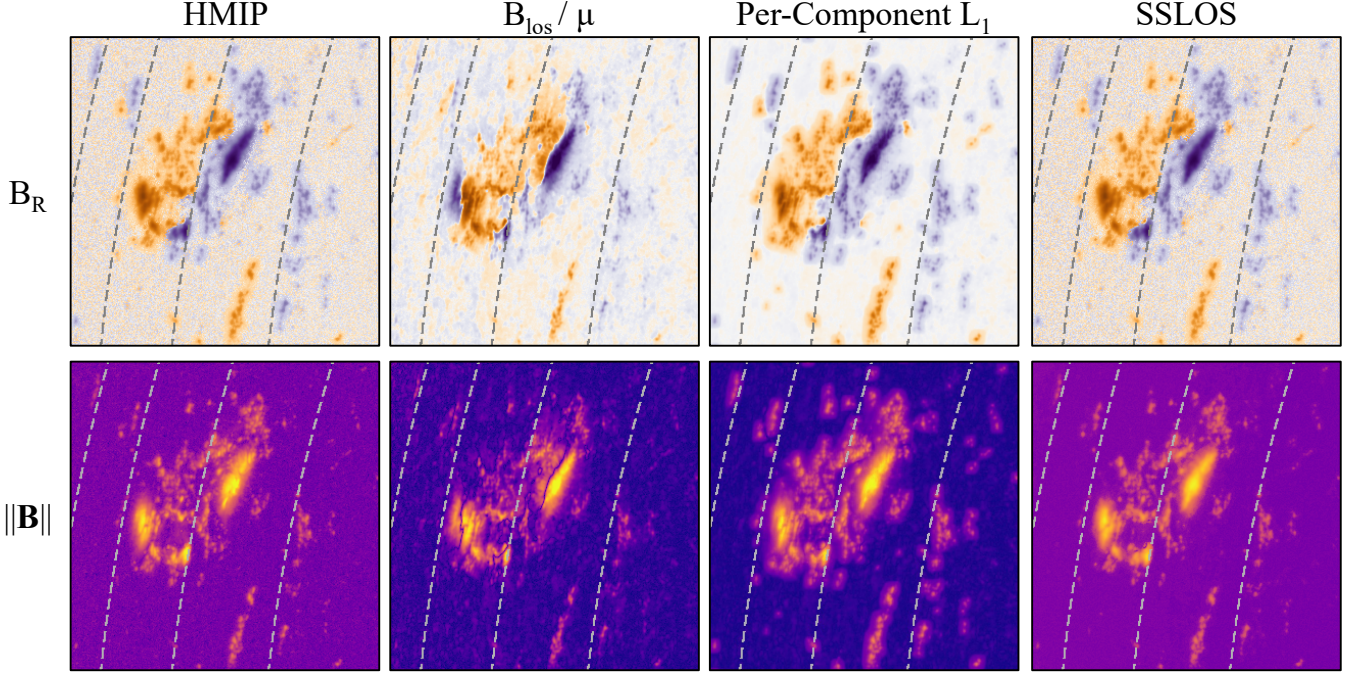 HMIP
B_los / μ
Per-Component L_1
SSLOS
B_R
||B||